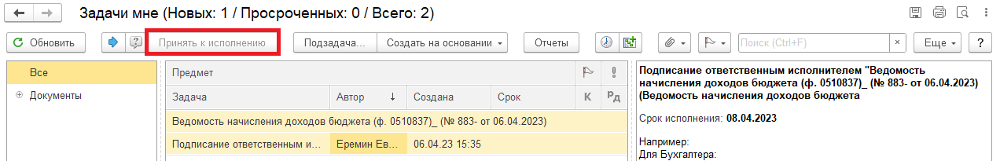 Задачи мне (Новых: 1 / Просроченных: 0 / Всего: 2)
Обновить Принять к исполнению Подзадача... Создать на основании Отчеты Поиск (Ctrl+F) × Еще ?
Все
Документы
Предмет
Задача Автор ↓ Создана Срок К Рд
Ведомость начисления доходов бюджета (ф. 0510837)_ (№ 883- от 06.04.2023)
Подписание ответственным и... Еремин Ев... 06.04.23 15:35
Подписание ответственным исполнителем "Ведомость
начисления доходов бюджета (ф. 0510837)_ (№ 883- от 06.04.2023)
(Ведомость начисления доходов бюджета
Срок исполнения: 08.04.2023
Например:
Для Бухгалтера: